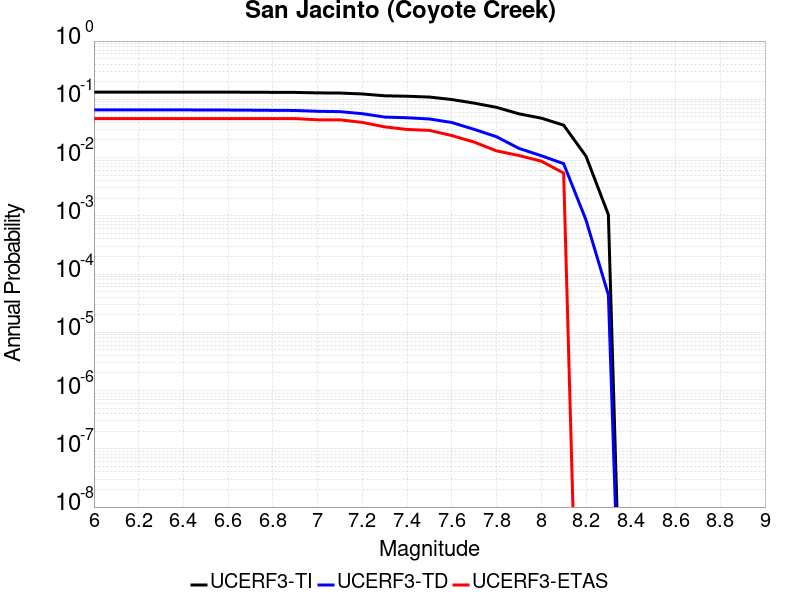 San Jacinto (Coyote Creek)
Annual Probability
10^0
10^-1
10^-2
10^-3
10^-4
10^-5
10^-6
10^-7
10^-8
6 6.2 6.4 6.6 6.8 7 7.2 7.4 7.6 7.8 8 8.2 8.4 8.6 8.8 9
Magnitude
UCERF3-TI UCERF3-TD UCERF3-ETAS